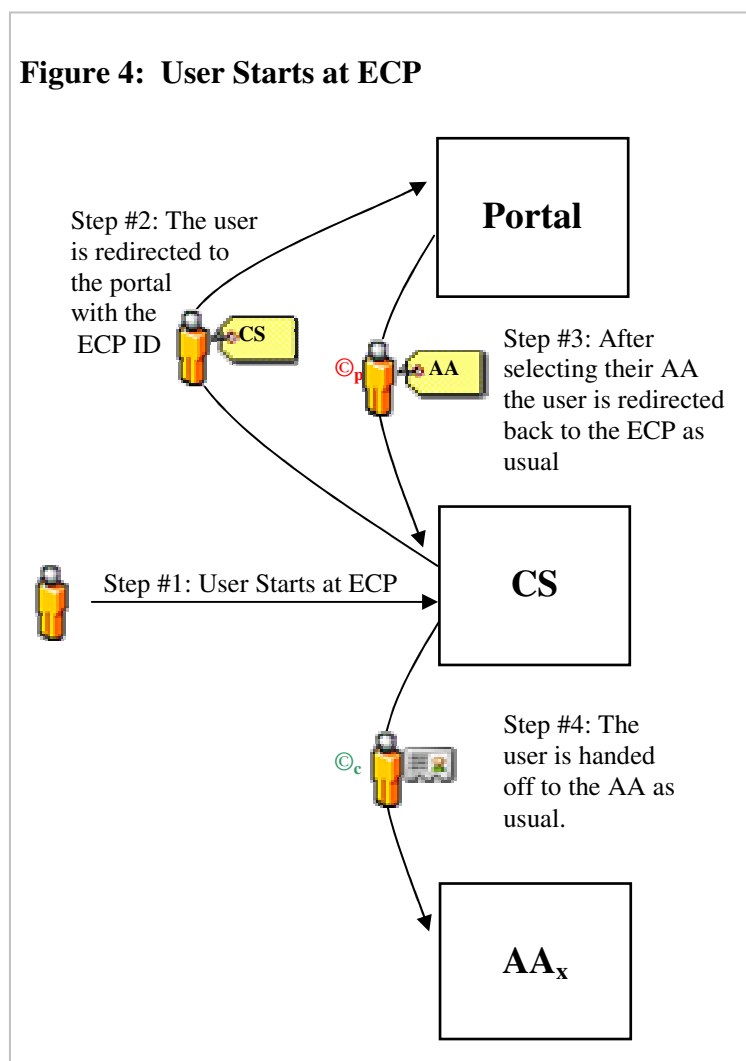 Figure 4: User Starts at ECP
Portal
Step #2: The user
is redirected to
the portal
with the
ECP ID
CS
©p
AA
Step #3: After
selecting their AA
the user is redirected
back to the ECP as
usual
Step #1: User Starts at ECP
CS
©c
Step #4: The
user is handed
off to the AA as
usual.
AAx